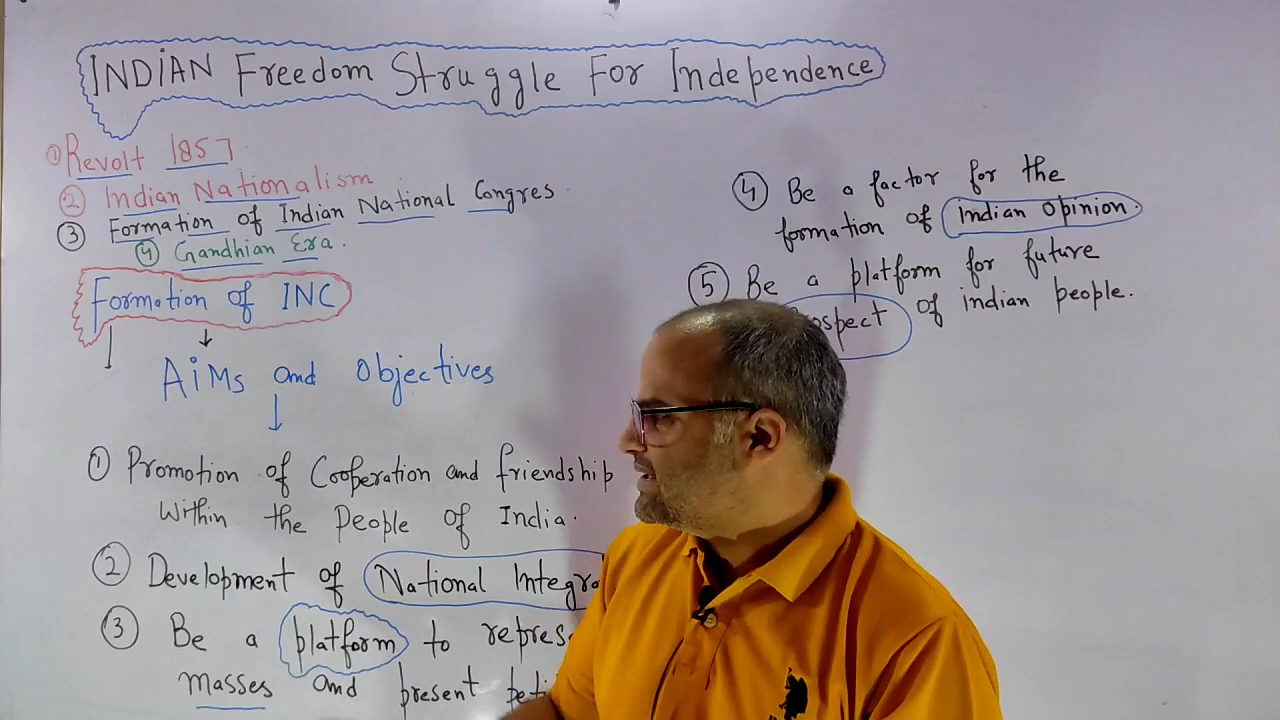 INDIAN Freedom Struggle For Independence
① Revolt 1857
② Indian Nationalism
③ Formation of Indian National Congres
④ Gandhian Era.
Formation of INC
AiMs and Objectives
① Promotion of Cooperation and friendship
Within the People of India.
② Development of National Integra
③ Be a platform to repres
masses and present peti
④ Be a factor for the
formation of Indian Opinion.
⑤ Be a platform for future
ospect of indian people.